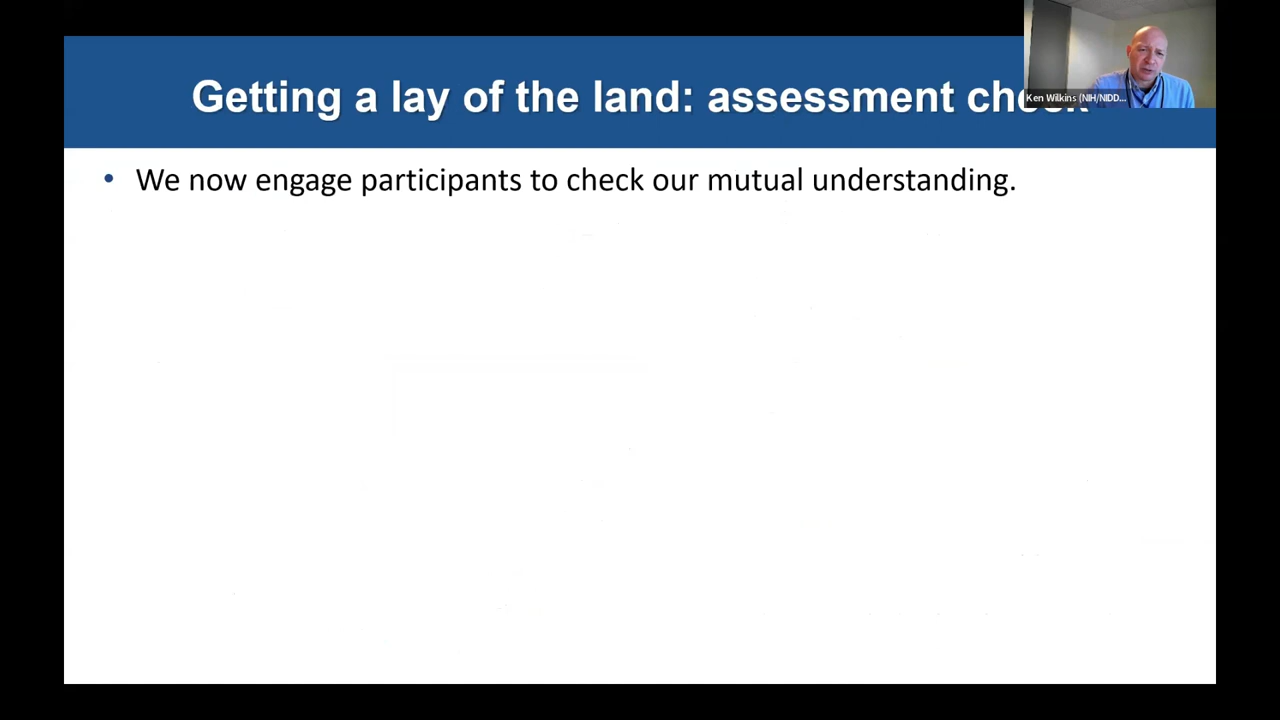 Getting a lay of the land: assessment check
Ken Wilkins (NIH/NIDD...
• We now engage participants to check our mutual understanding.